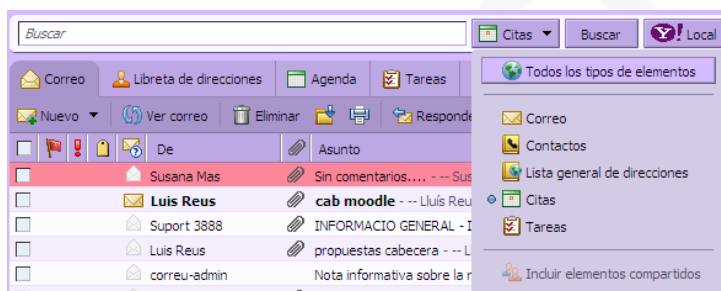 Buscar Citas Buscar Y! Local
Correo Libreta de direcciones Agenda Tareas
Todos los tipos de elementos
Nuevo Ver correo Eliminar Responde
Correo
Contactos
Lista general de direcciones
Citas
Tareas
Incluir elementos compartidos
De Asunto
Susana Mas Sin comentarios.... - -- Sus
Luis Reus cab moodle - -- Lluís Reu
Suport 3888 INFORMACIO GENERAL - I
Luis Reus propuestas cabecera - -- L
correu-admin Nota informativa sobre la r